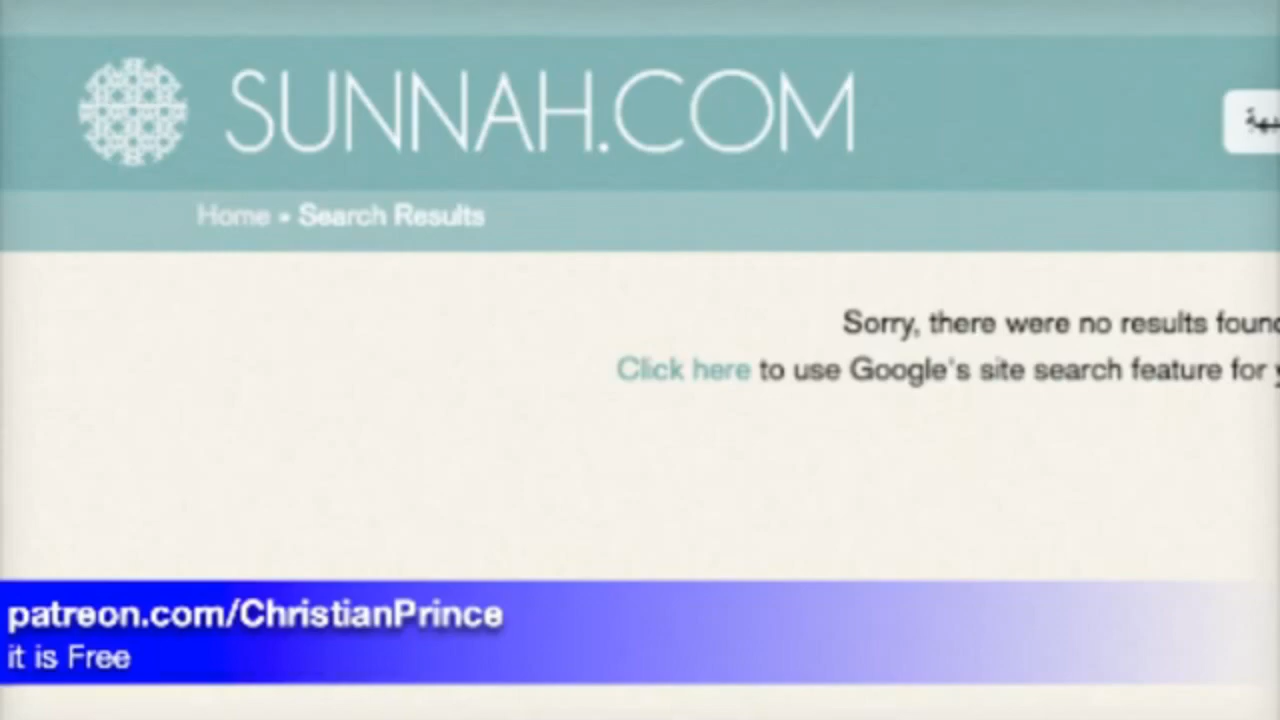 SUNNAH.COM
Home » Search Results
Sorry, there were no results found
Click here to use Google's site search feature for
patreon.com/ChristianPrince
it is Free